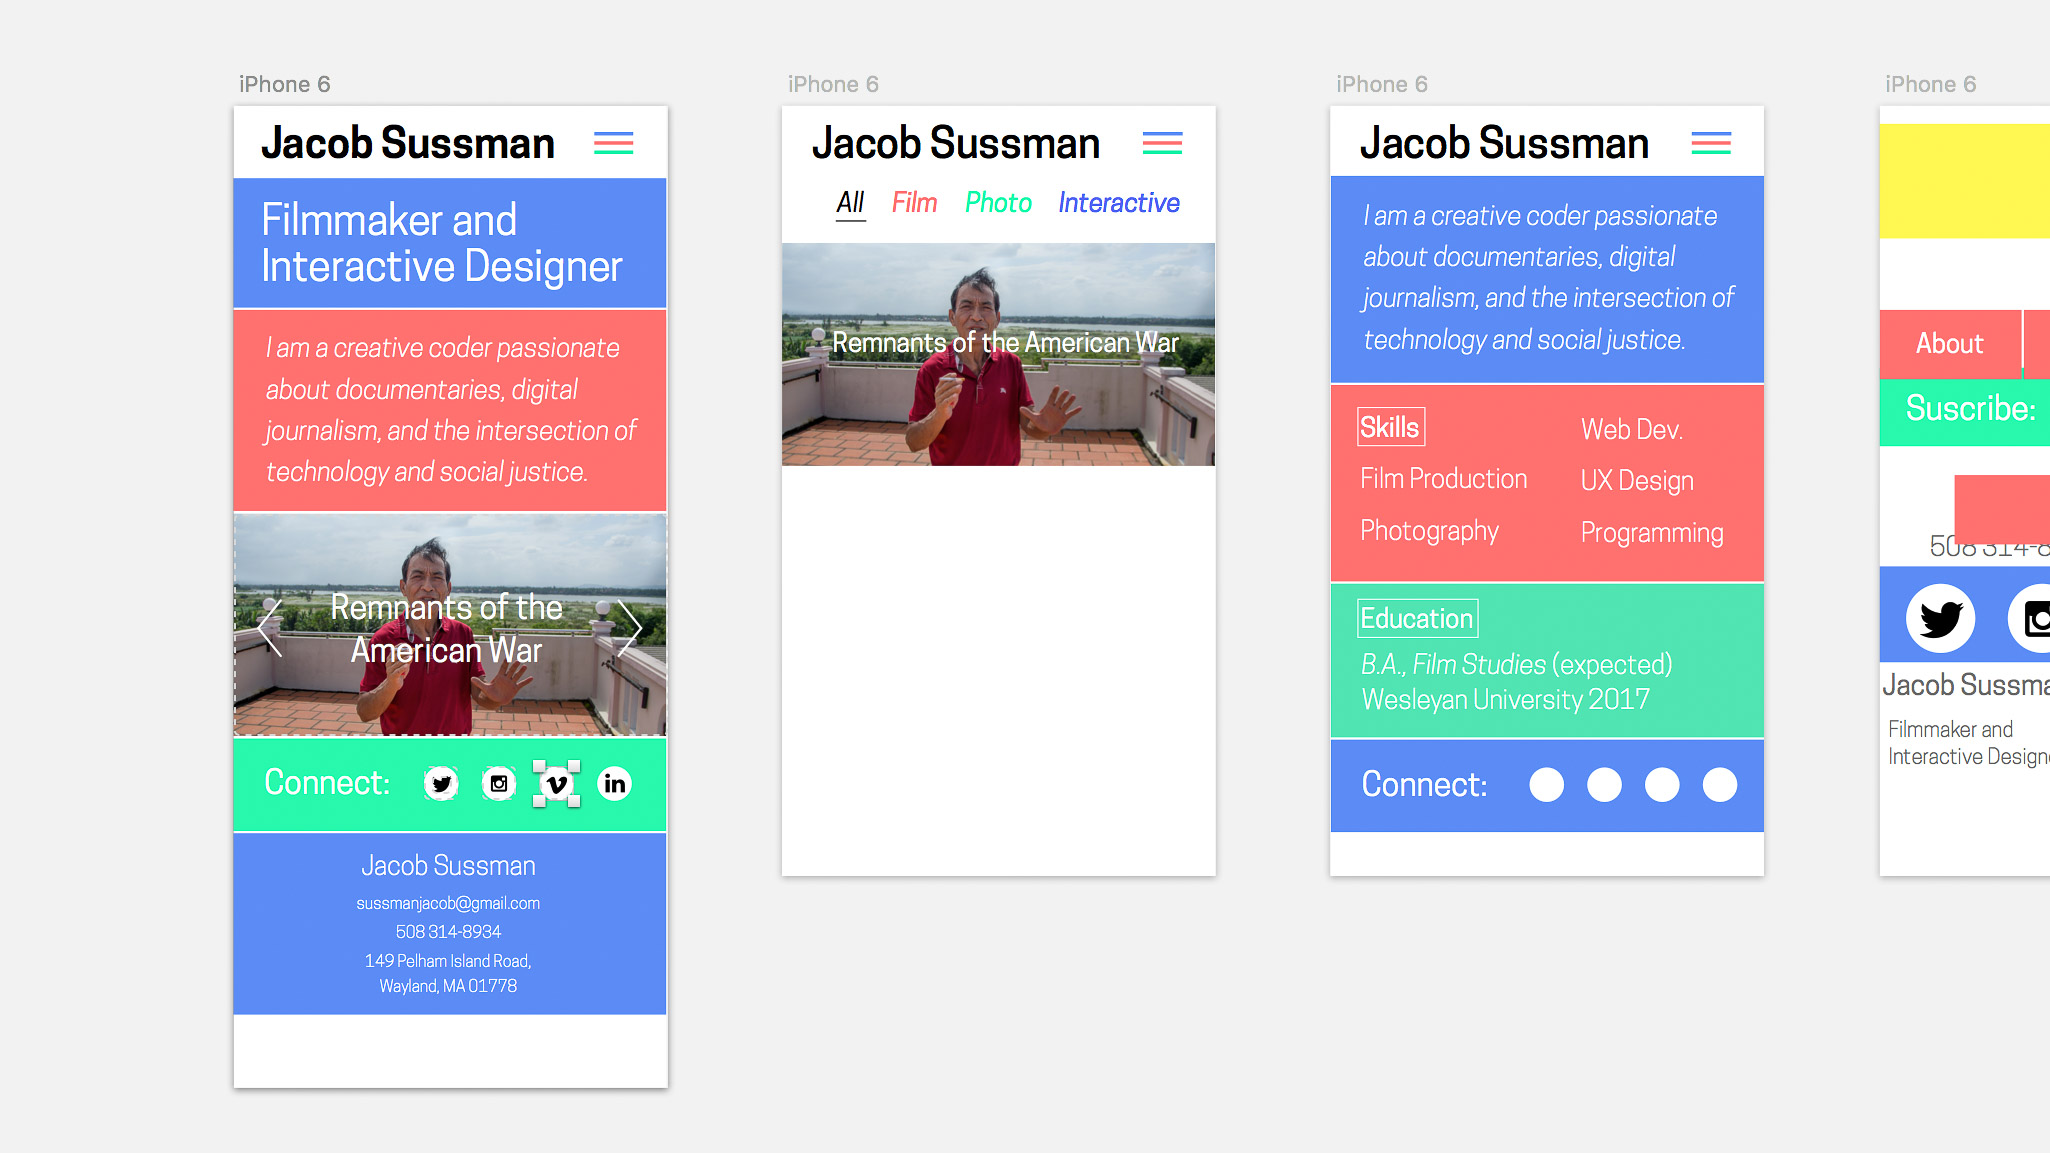 iPhone 6
Jacob Sussman
Filmmaker and
Interactive Designer
I am a creative coder passionate
about documentaries, digital
journalism, and the intersection of
technology and social justice.
Remnants of the
American War
Connect:
in
Jacob Sussman
sussmanjacob@gmail.com
508 314-8934
149 Pelham Island Road,
Wayland, MA 01778
iPhone 6
Jacob Sussman
All Film Photo Interactive
Remnants of the American War
iPhone 6
Jacob Sussman
I am a creative coder passionate
about documentaries, digital
journalism, and the intersection of
technology and social justice.
Skills
Web Dev.
Film Production
UX Design
Photography
Programming
Education
B.A., Film Studies (expected)
Wesleyan University 2017
Connect:
iPhone 6
About
Suscribe:
508 314-
Jacob Sussma
Filmmaker and
Interactive Design